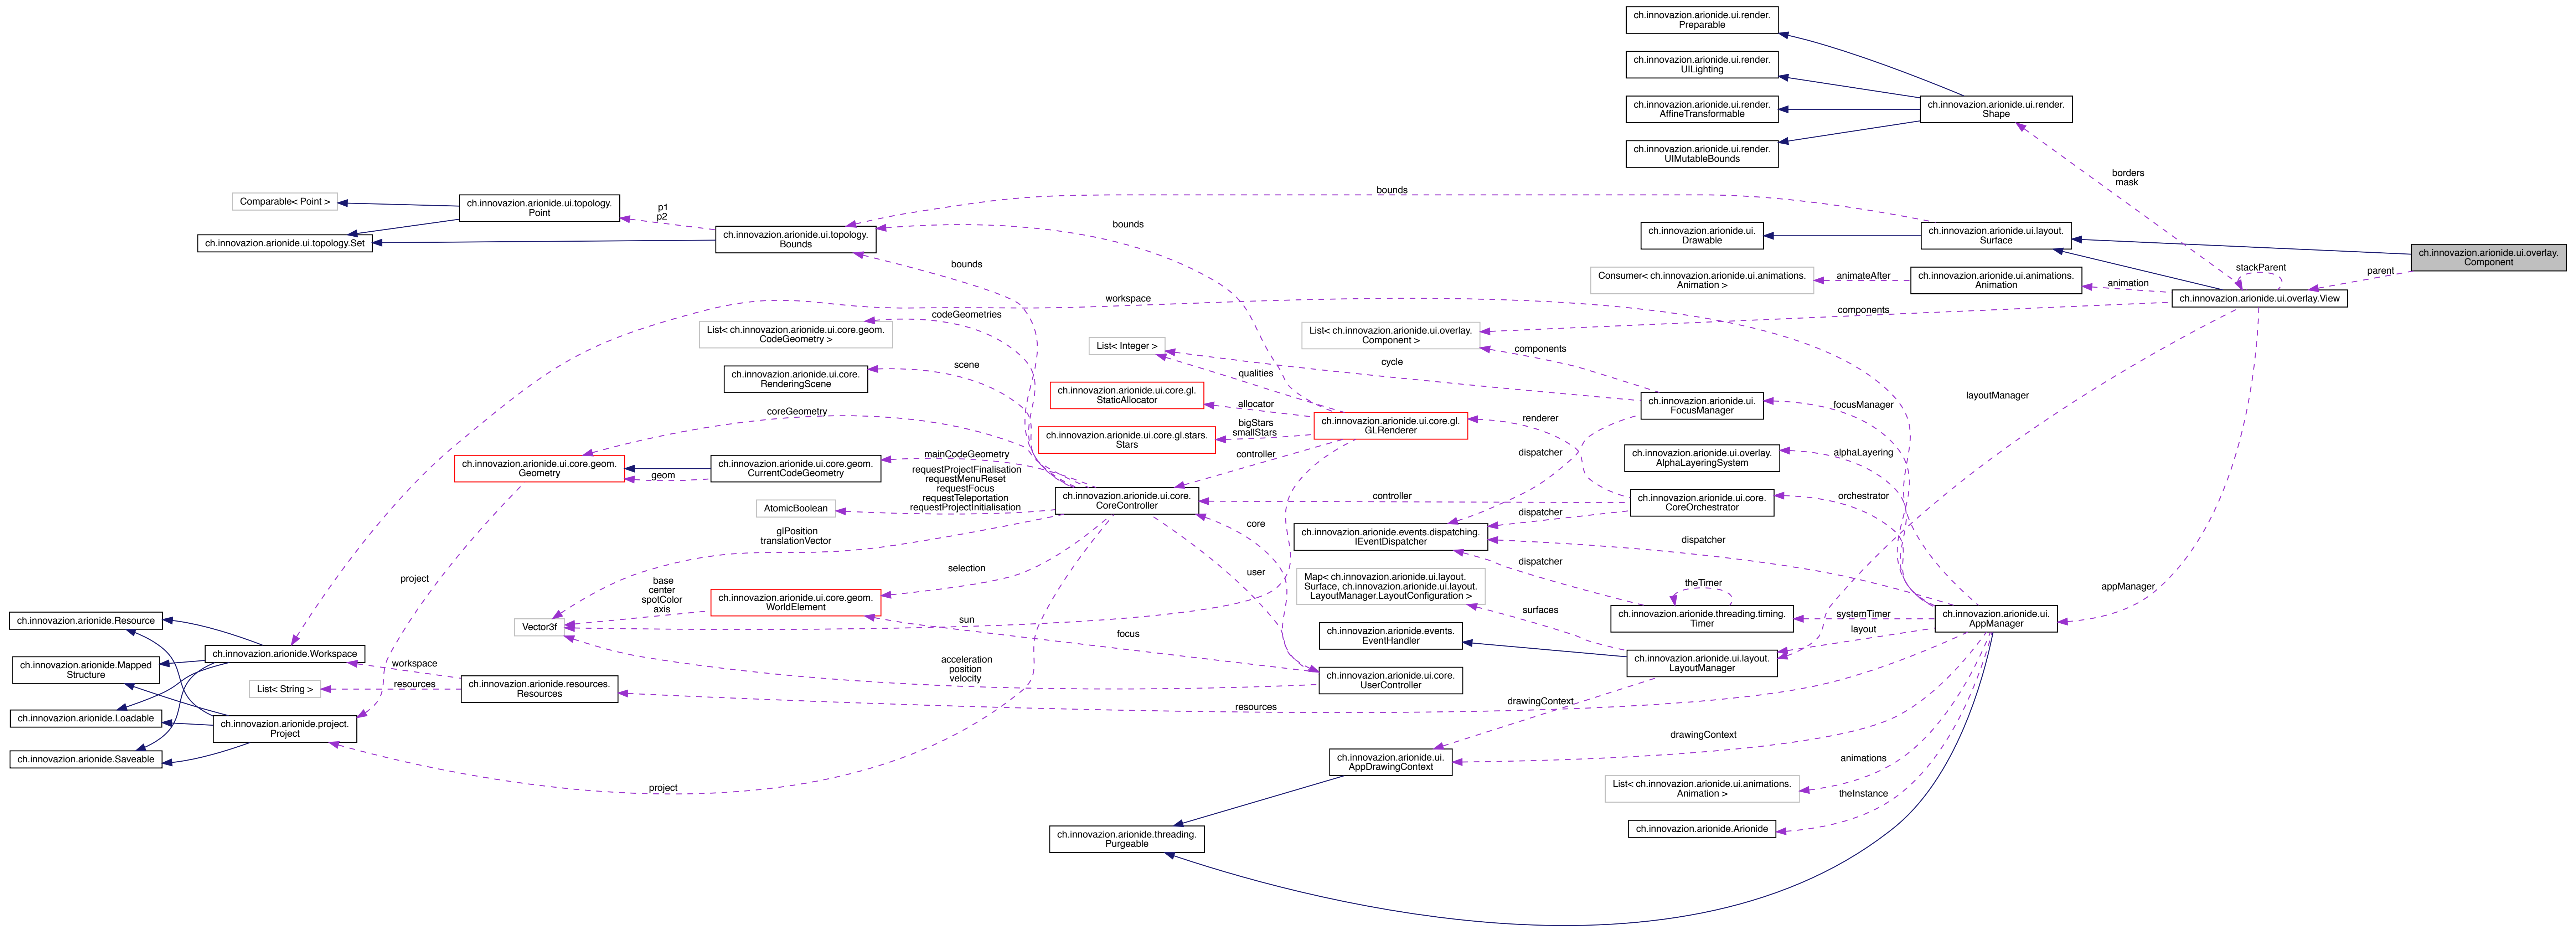 ch.innovazion.arionide.ui.render.
Preparable
ch.innovazion.arionide.ui.render.
UILighting
ch.innovazion.arionide.ui.render.
AffineTransformable
ch.innovazion.arionide.ui.render.
UIMutableBounds
ch.innovazion.arionide.ui.render.
Shape
borders
mask
bounds
Comparable< Point >
ch.innovazion.arionide.ui.topology.
Point
p1
p2
ch.innovazion.arionide.ui.topology.Set
ch.innovazion.arionide.ui.topology.
Bounds
bounds
bounds
ch.innovazion.arionide.ui.
Drawable
ch.innovazion.arionide.ui.layout.
Surface
ch.innovazion.arionide.ui.overlay.
Component
stackParent
parent
Consumer< ch.innovazion.arionide.ui.animations.
Animation >
animateAfter
ch.innovazion.arionide.ui.animations.
Animation
animation
ch.innovazion.arionide.ui.overlay.View
workspace
components
codeGeometries
List< ch.innovazion.arionide.ui.core.geom.
CodeGeometry >
List< Integer >
List< ch.innovazion.arionide.ui.overlay.
Component >
components
cycle
scene
ch.innovazion.arionide.ui.core.
RenderingScene
qualities
ch.innovazion.arionide.ui.core.gl.
StaticAllocator
allocator
ch.innovazion.arionide.ui.
FocusManager
focusManager
layoutManager
coreGeometry
bigStars
smallStars
ch.innovazion.arionide.ui.core.gl.
GLRenderer
renderer
ch.innovazion.arionide.ui.core.gl.stars.
Stars
ch.innovazion.arionide.ui.core.geom.
Geometry
geom
ch.innovazion.arionide.ui.core.geom.
CurrentCodeGeometry
mainCodeGeometry
controller
dispatcher
ch.innovazion.arionide.ui.overlay.
AlphaLayeringSystem
alphaLayering
requestProjectFinalisation
requestMenuReset
requestFocus
requestTeleportation
requestProjectInitialisation
AtomicBoolean
ch.innovazion.arionide.ui.core.
CoreController
controller
ch.innovazion.arionide.ui.core.
CoreOrchestrator
orchestrator
dispatcher
core
glPosition
translationVector
ch.innovazion.arionide.events.dispatching.
IEventDispatcher
dispatcher
dispatcher
project
selection
user
Map< ch.innovazion.arionide.ui.layout.
Surface, ch.innovazion.arionide.ui.layout.
LayoutManager.LayoutConfiguration >
theTimer
appManager
base
center
spotColor
axis
ch.innovazion.arionide.ui.core.geom.
WorldElement
surfaces
ch.innovazion.arionide.threading.timing.
Timer
systemTimer
ch.innovazion.arionide.ui.
AppManager
ch.innovazion.arionide.Resource
Vector3f
sun
focus
ch.innovazion.arionide.events.
EventHandler
layout
ch.innovazion.arionide.Workspace
ch.innovazion.arionide.Mapped
Structure
workspace
acceleration
position
velocity
ch.innovazion.arionide.ui.layout.
LayoutManager
List< String >
resources
ch.innovazion.arionide.resources.
Resources
ch.innovazion.arionide.ui.core.
UserController
resources
drawingContext
ch.innovazion.arionide.Loadable
ch.innovazion.arionide.project.
Project
drawingContext
ch.innovazion.arionide.Saveable
ch.innovazion.arionide.ui.
AppDrawingContext
animations
project
List< ch.innovazion.arionide.ui.animations.
Animation >
theInstance
ch.innovazion.arionide.Arionide
ch.innovazion.arionide.threading.
Purgeable